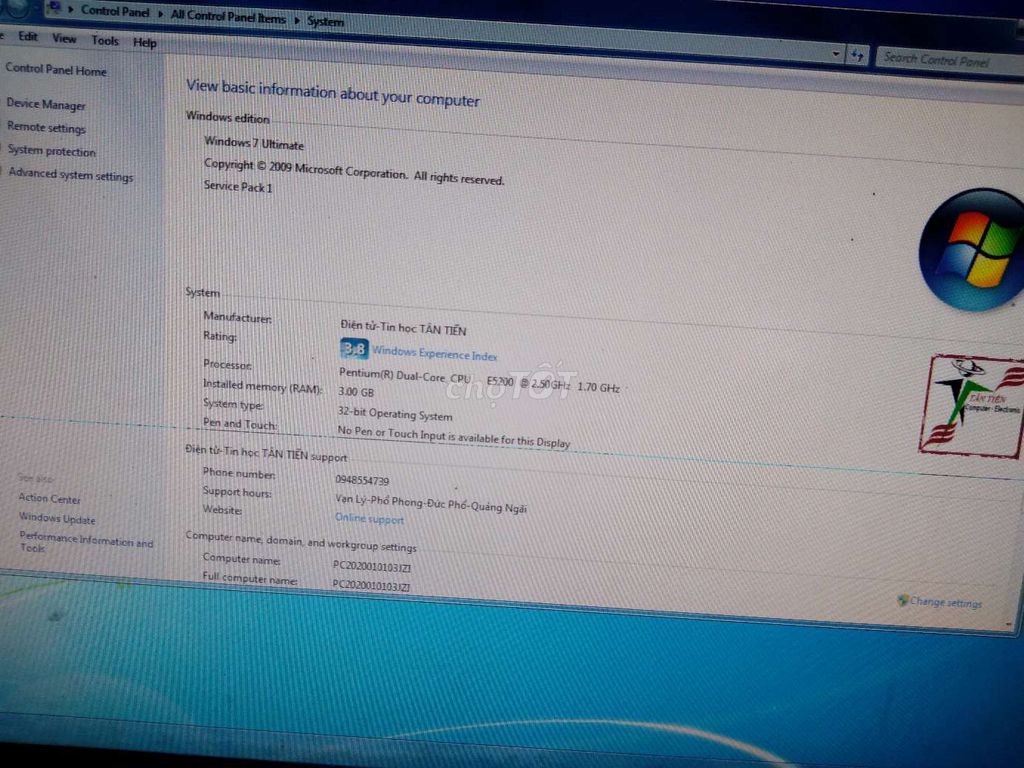 Control Panel ▸ All Control Panel Items ▸ System
Search Control Panel
Edit View Tools Help
Control Panel Home
Device Manager
Remote settings
System protection
Advanced system settings
View basic information about your computer
Windows edition
Windows 7 Ultimate
Copyright © 2009 Microsoft Corporation. All rights reserved.
Service Pack 1
System
Manufacturer: Điện tử-Tin học TÂN TIẾN
Rating: 3,8 Windows Experience Index
Processor: Pentium(R) Dual-Core CPU E5200 @ 2.50GHz 1.70 GHz
Installed memory (RAM): 3.00 GB
System type: 32-bit Operating System
Pen and Touch: No Pen or Touch Input is available for this Display
chợTỐT
TÂN TIẾN
Computer - Electronic
Điện tử-Tin học TÂN TIẾN support
Phone number: 0948554739
Support hours: Vạn Lý-Phổ Phong-Đức Phổ-Quảng Ngãi
Website: Online support
Computer name, domain, and workgroup settings
Computer name: PC2020010103JZJ
Full computer name: PC2020010103JZJ
Change settings
See also
Action Center
Windows Update
Performance Information and
Tools